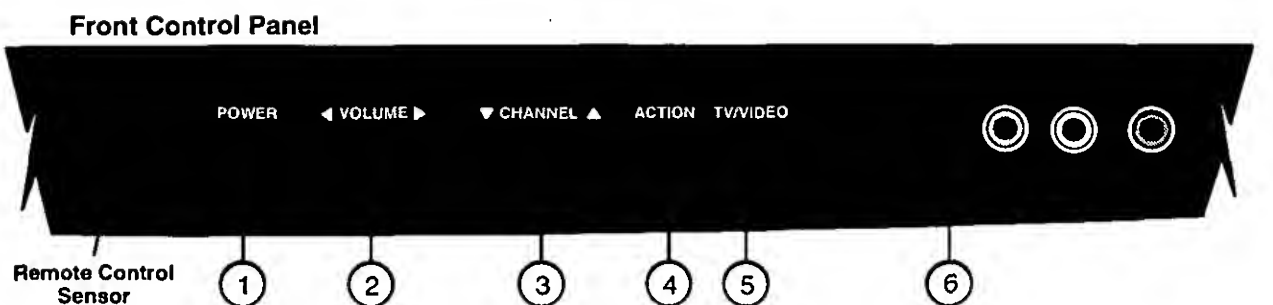 Front Control Panel
POWER ◀ VOLUME ▶ ▼ CHANNEL ▲ ACTION TV/VIDEO
Remote Control
Sensor
1 2 3 4 5 6